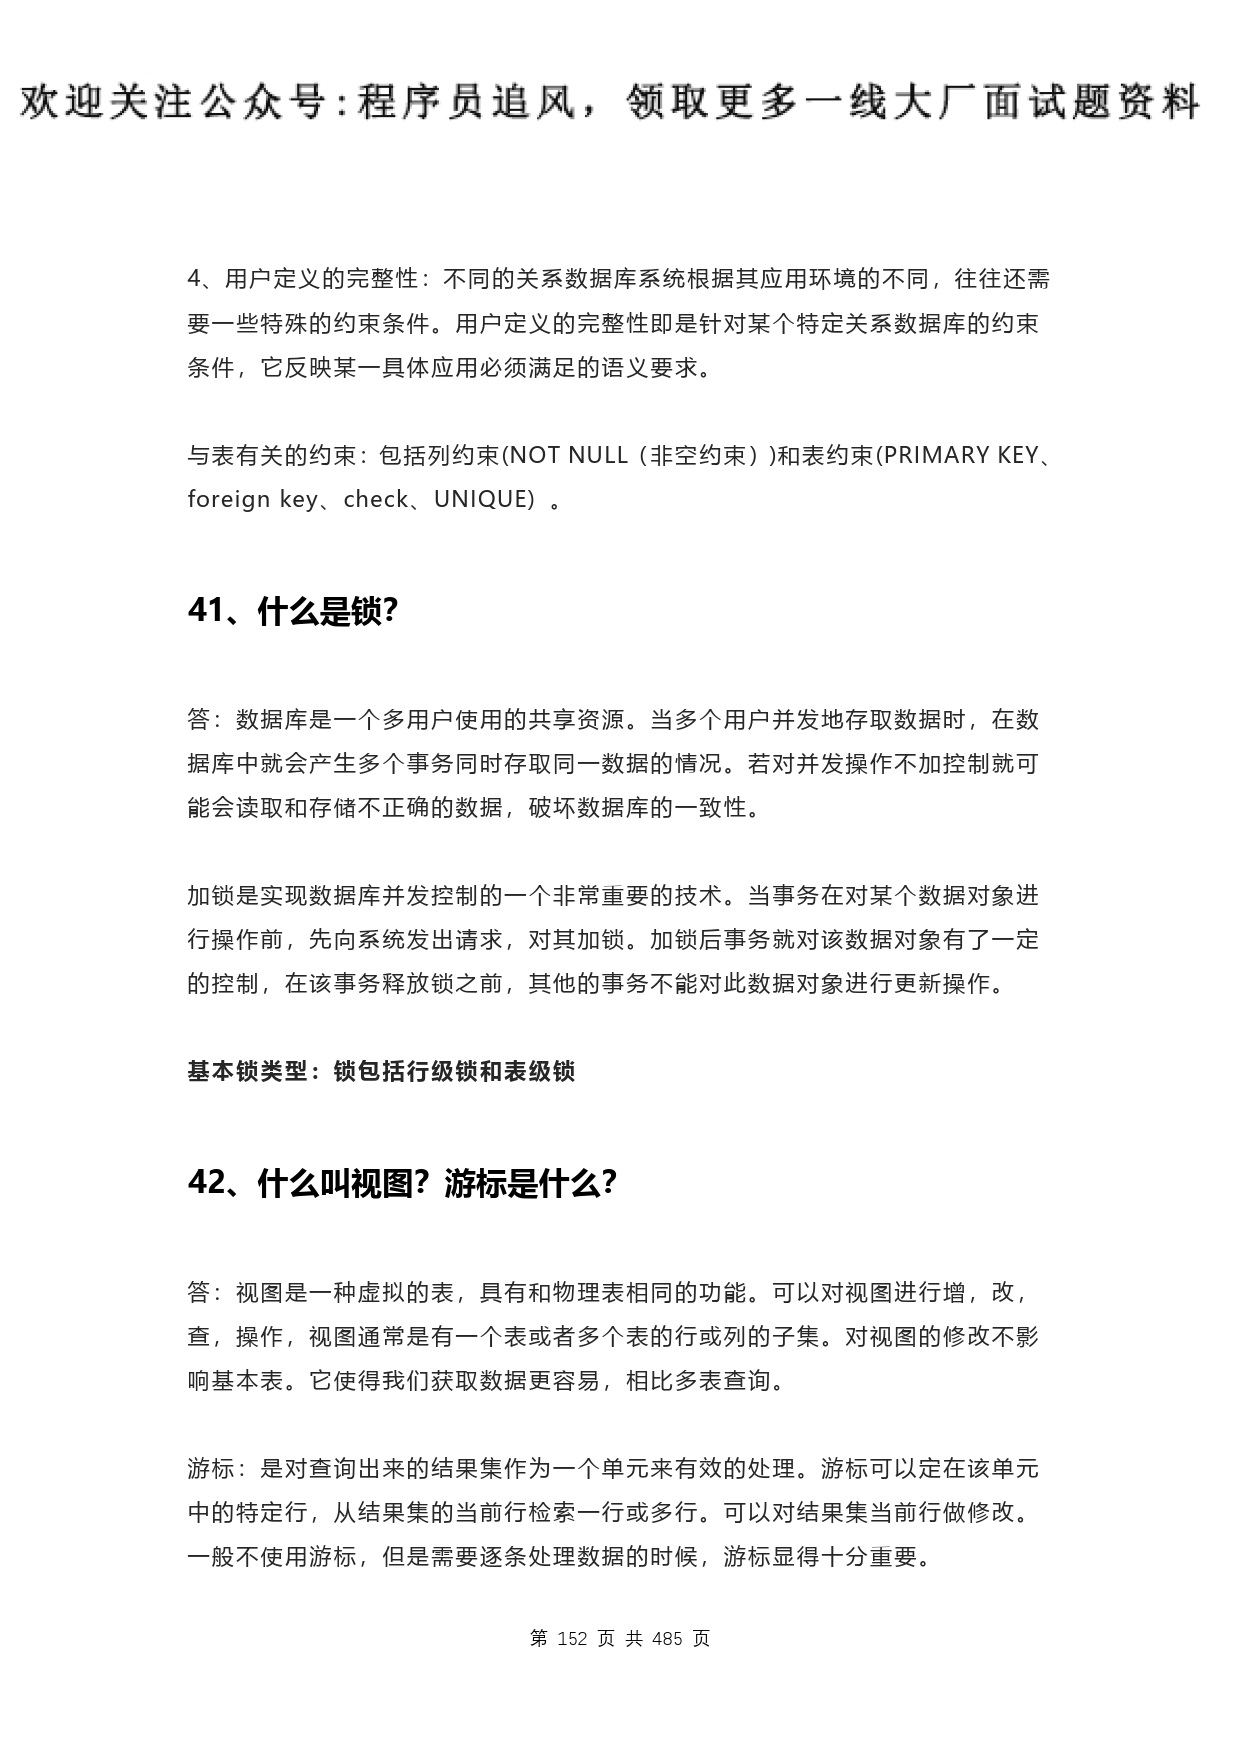 欢迎关注公众号:程序员追风，领取更多一线大厂面试题资料
4、用户定义的完整性：不同的关系数据库系统根据其应用环境的不同，往往还需
要一些特殊的约束条件。用户定义的完整性即是针对某个特定关系数据库的约束
条件，它反映某一具体应用必须满足的语义要求。
与表有关的约束：包括列约束(NOT NULL（非空约束）)和表约束(PRIMARY KEY、
foreign key、check、UNIQUE) 。
41、什么是锁？
答：数据库是一个多用户使用的共享资源。当多个用户并发地存取数据时，在数
据库中就会产生多个事务同时存取同一数据的情况。若对并发操作不加控制就可
能会读取和存储不正确的数据，破坏数据库的一致性。
加锁是实现数据库并发控制的一个非常重要的技术。当事务在对某个数据对象进
行操作前，先向系统发出请求，对其加锁。加锁后事务就对该数据对象有了一定
的控制，在该事务释放锁之前，其他的事务不能对此数据对象进行更新操作。
基本锁类型：锁包括行级锁和表级锁
42、什么叫视图？游标是什么？
答：视图是一种虚拟的表，具有和物理表相同的功能。可以对视图进行增，改，
查，操作，视图通常是有一个表或者多个表的行或列的子集。对视图的修改不影
响基本表。它使得我们获取数据更容易，相比多表查询。
游标：是对查询出来的结果集作为一个单元来有效的处理。游标可以定在该单元
中的特定行，从结果集的当前行检索一行或多行。可以对结果集当前行做修改。
一般不使用游标，但是需要逐条处理数据的时候，游标显得十分重要。
第 152 页 共 485 页